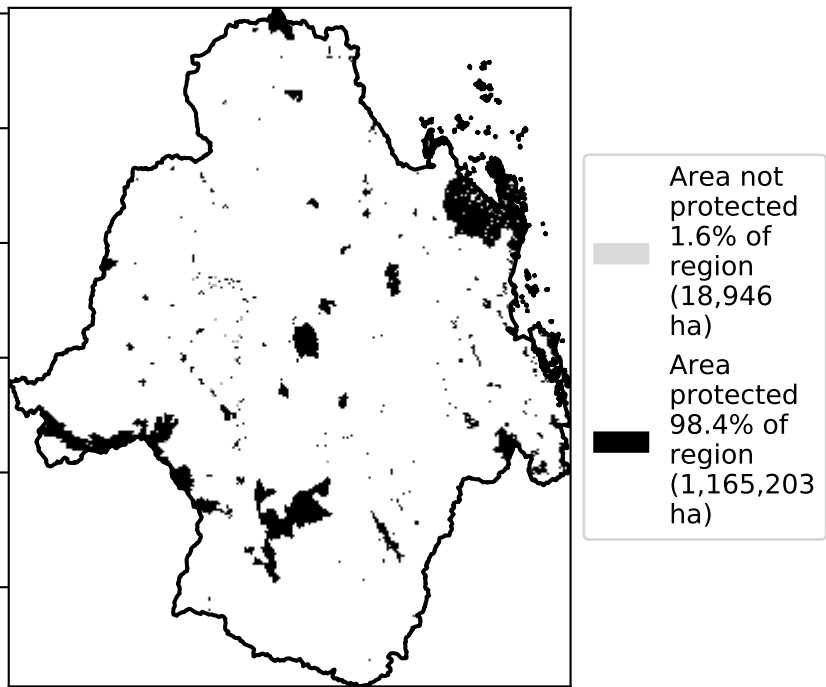 Area not
protected
1.6% of
region
(18,946
ha)
Area
protected
98.4% of
region
(1,165,203
ha)